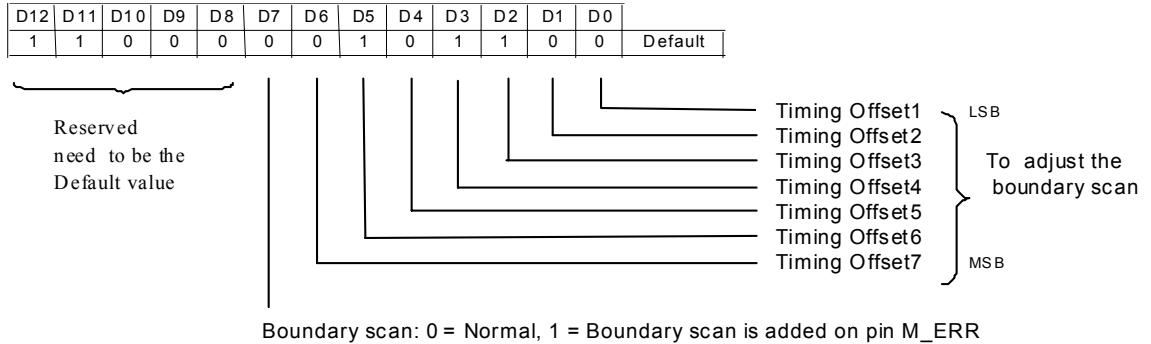 D12 D11 D10 D9 D8 D7 D6 D5 D4 D3 D2 D1 D0
1 1 0 0 0 0 0 1 0 1 1 0 0 Default
Timing Offset1 LSB
Timing Offset2
Timing Offset3
Timing Offset4
Timing Offset5
Timing Offset6
Timing Offset7 MSB
To adjust the
boundary scan
Reserved
need to be the
Default value
Boundary scan: 0 = Normal, 1 = Boundary scan is added on pin M_ERR